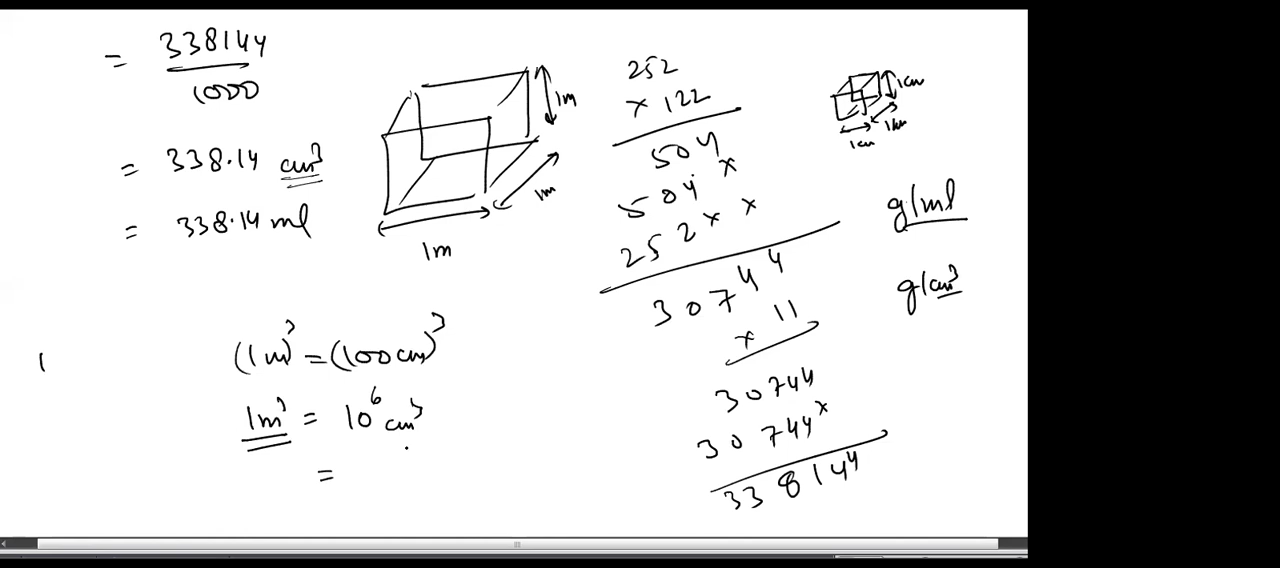 = 338144
1000
= 338.14 cm³
= 338.14 ml
1m
1m
1m
(1m)³ = (100cm)³
1m³ = 10⁶ cm³
=
1
252
x 122
504
504 x
252 x x
30744
x 11
30744
30744 x
338144
1cm
1cm
1cm
g/ml
g/cm³